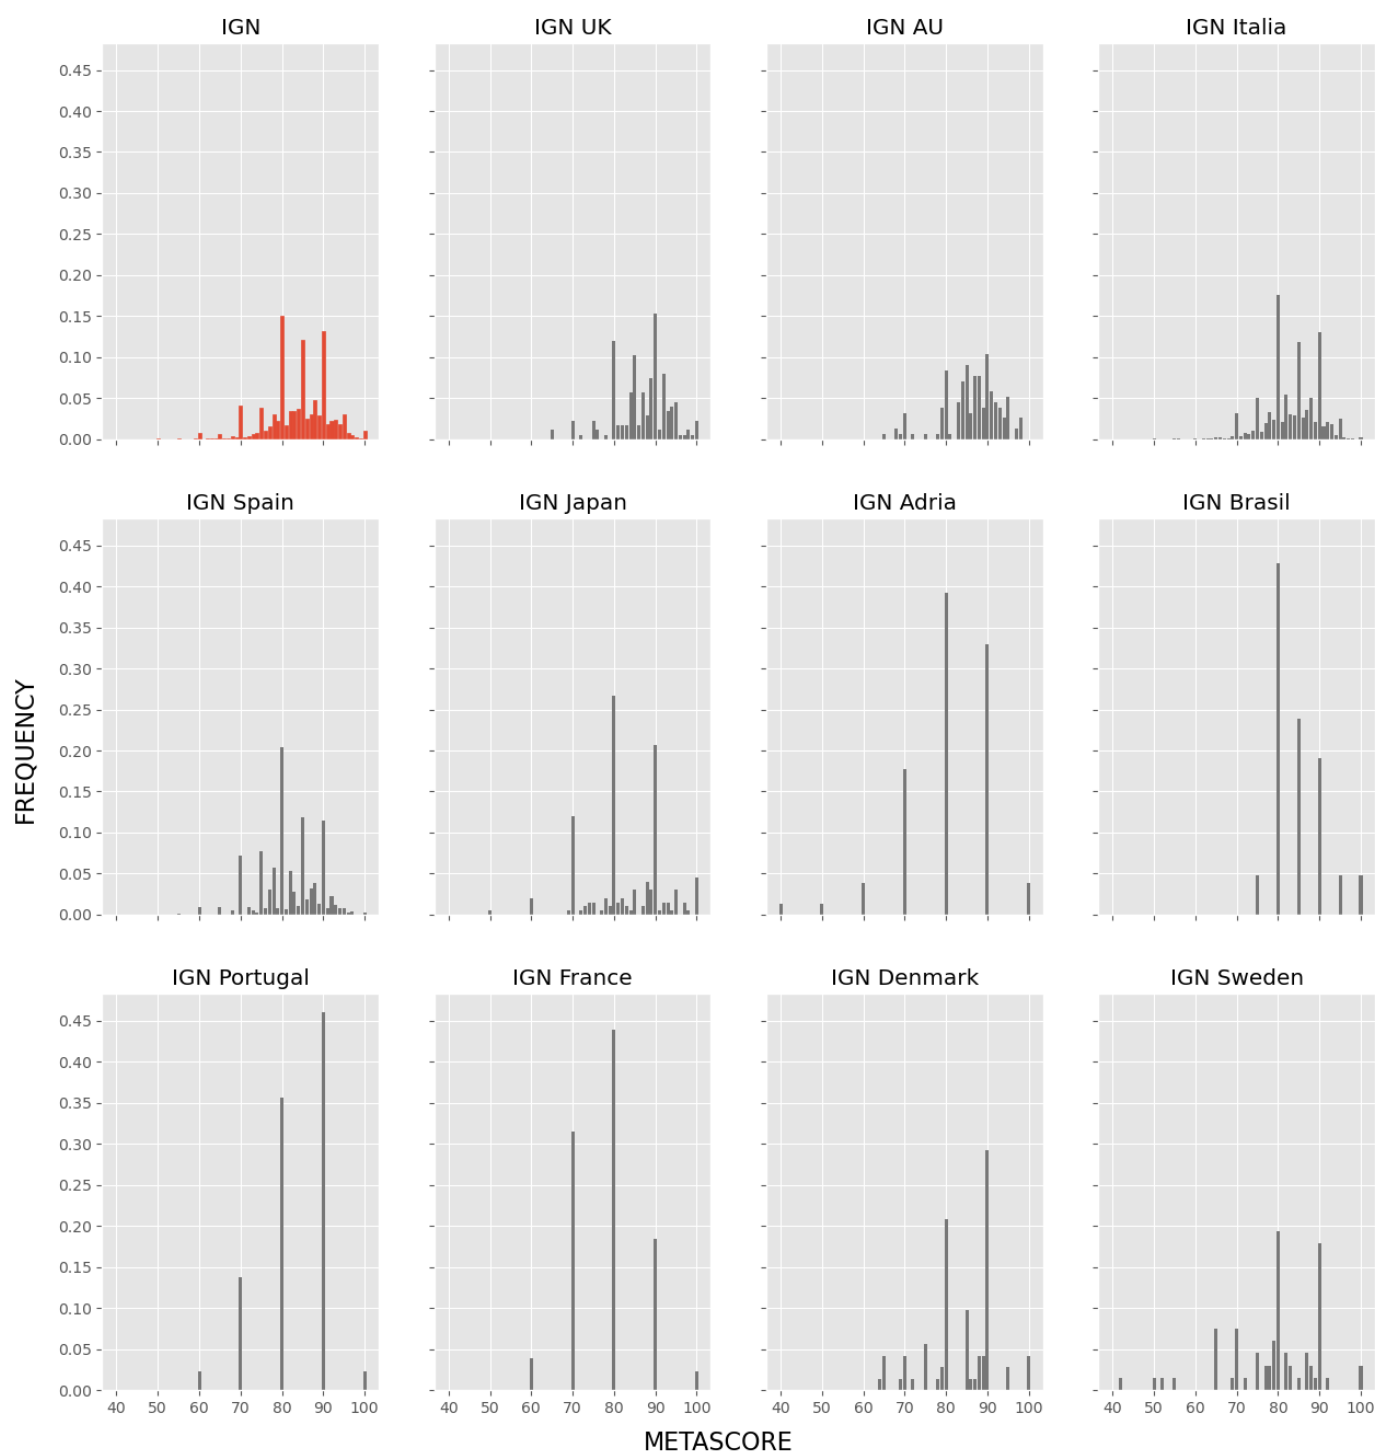 IGN
IGN UK
IGN AU
IGN Italia
0.45
0.40
0.35
0.30
0.25
0.20
0.15
0.10
0.05
0.00
IGN Spain
IGN Japan
IGN Adria
IGN Brasil
0.45
0.40
0.35
0.30
0.25
0.20
0.15
0.10
0.05
0.00
FREQUENCY
IGN Portugal
IGN France
IGN Denmark
IGN Sweden
0.45
0.40
0.35
0.30
0.25
0.20
0.15
0.10
0.05
0.00
40 50 60 70 80 90 100
40 50 60 70 80 90 100
40 50 60 70 80 90 100
40 50 60 70 80 90 100
METASCORE